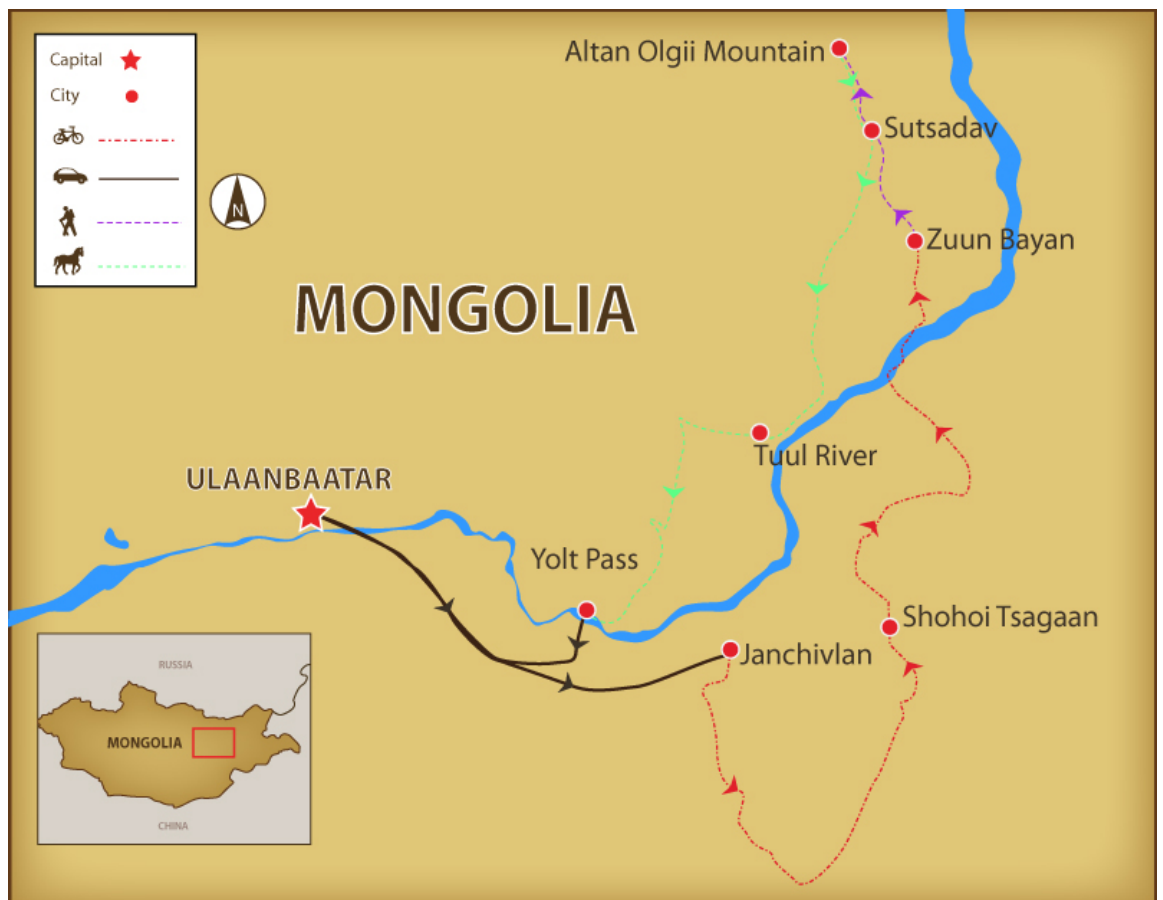 Capital
City
N
MONGOLIA
Altan Olgii Mountain
Sutsadav
Zuun Bayan
Tuul River
ULAANBAATAR
Yolt Pass
Shohoi Tsagaan
Janchivlan
RUSSIA
MONGOLIA
CHINA